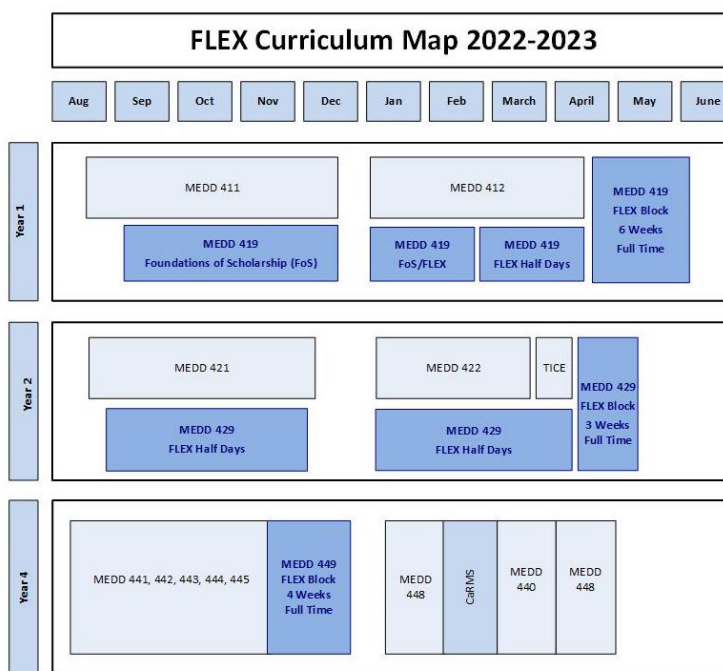 FLEX Curriculum Map 2022-2023
Aug Sep Oct Nov Dec Jan Feb March April May June
Year 1
MEDD 411
MEDD 412
MEDD 419
FLEX Block
6 Weeks
Full Time
MEDD 419
Foundations of Scholarship (FoS)
MEDD 419
FoS/FLEX
MEDD 419
FLEX Half Days
Year 2
MEDD 421
MEDD 422
TICE
MEDD 429
FLEX Block
3 Weeks
Full Time
MEDD 429
FLEX Half Days
MEDD 429
FLEX Half Days
Year 4
MEDD 441, 442, 443, 444, 445
MEDD 449
FLEX Block
4 Weeks
Full Time
MEDD
448
CaRMS
MEDD
440
MEDD
448